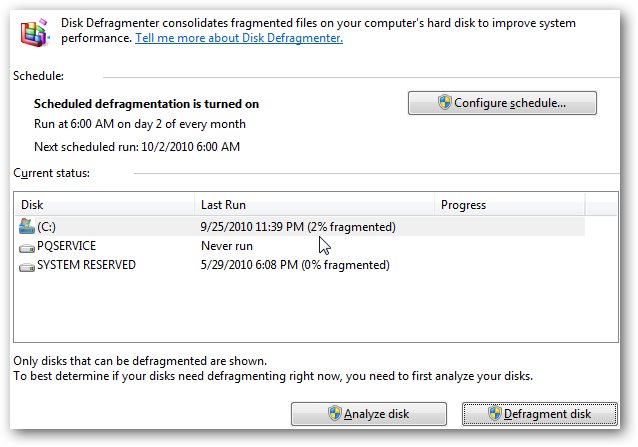 Disk Defragmenter consolidates fragmented files on your computer's hard disk to improve system
performance. Tell me more about Disk Defragmenter.
Schedule:
Scheduled defragmentation is turned on
Configure schedule...
Run at 6:00 AM on day 2 of every month
Next scheduled run: 10/2/2010 6:00 AM
Current status:
Disk Last Run Progress
(C:) 9/25/2010 11:39 PM (2% fragmented)
PQSERVICE Never run
SYSTEM RESERVED 5/29/2010 6:08 PM (0% fragmented)
Only disks that can be defragmented are shown.
To best determine if your disks need defragmenting right now, you need to first analyze your disks.
Analyze disk Defragment disk